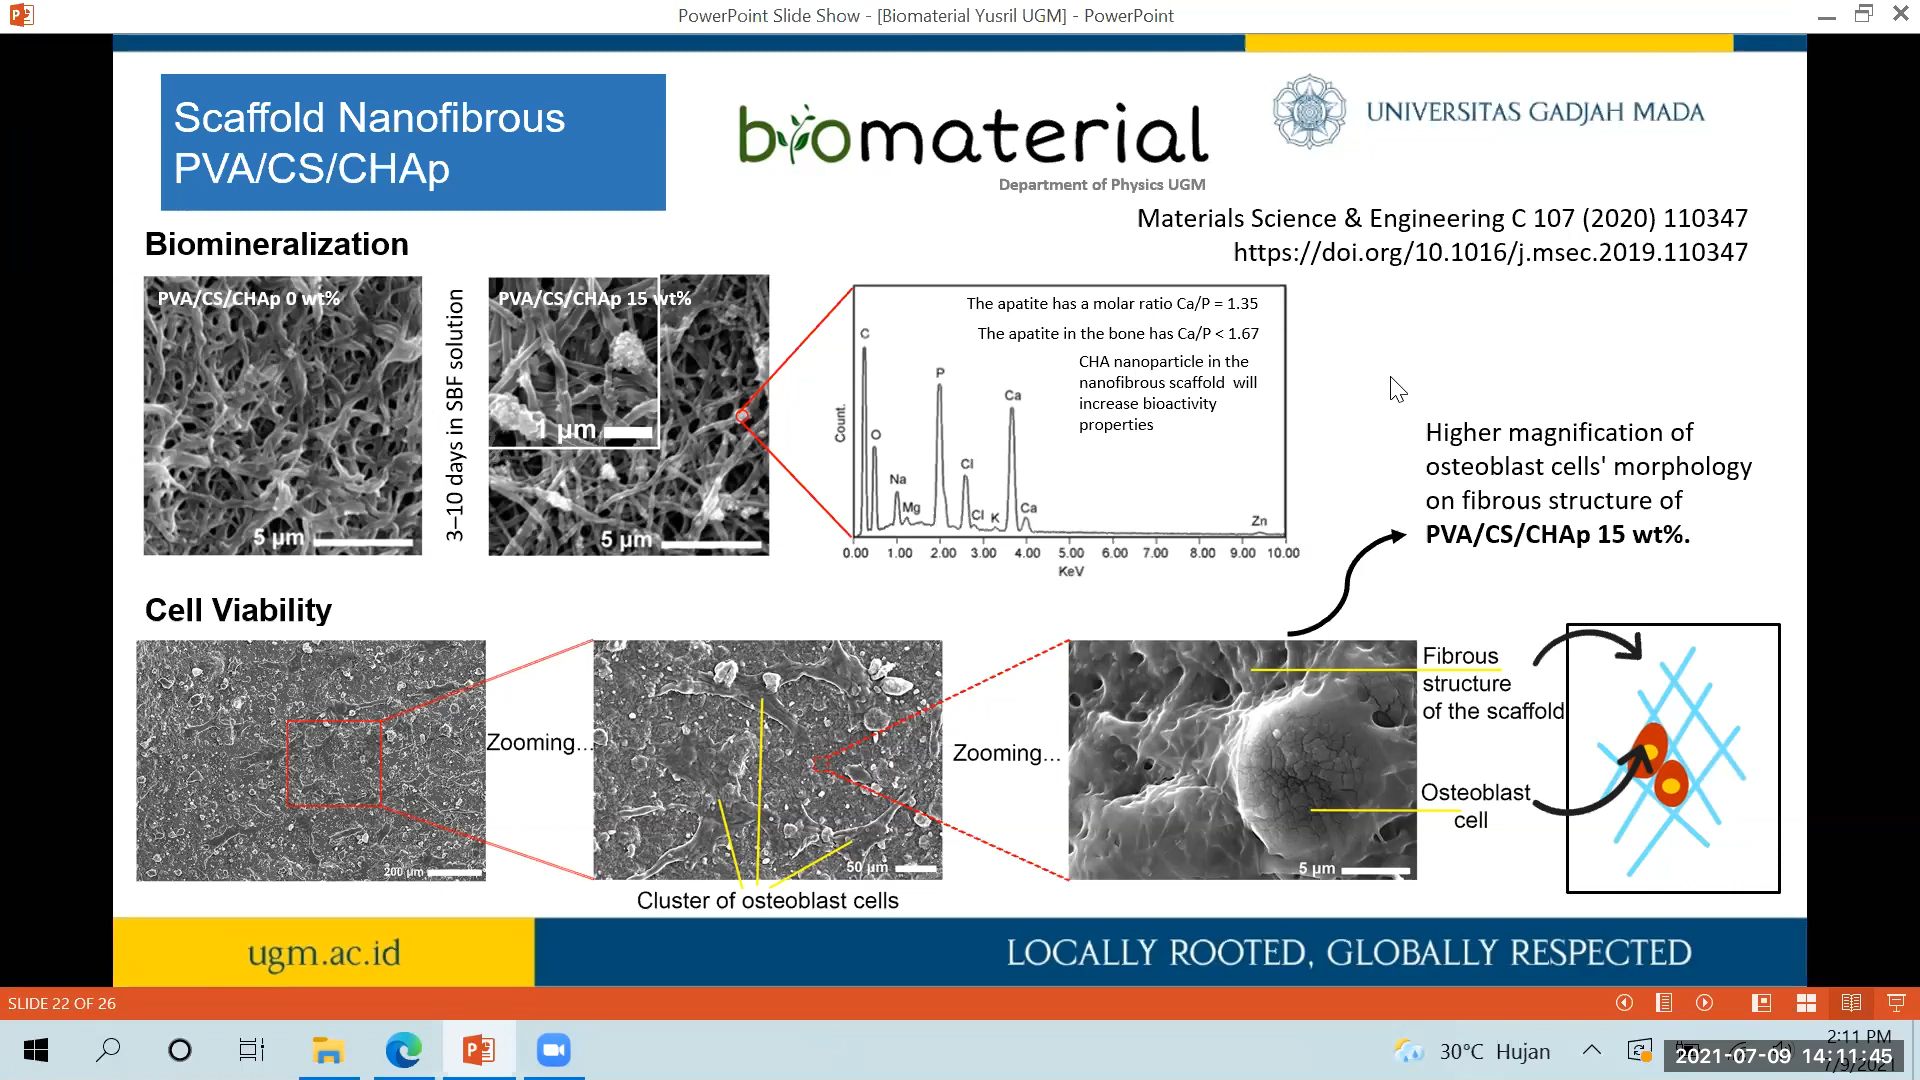 PowerPoint Slide Show - [Biomaterial Yusril UGM] - PowerPoint
Scaffold Nanofibrous
PVA/CS/CHAp
biomaterial
Department of Physics UGM
UNIVERSITAS GADJAH MADA
Materials Science & Engineering C 107 (2020) 110347
https://doi.org/10.1016/j.msec.2019.110347
Biomineralization
PVA/CS/CHAp 0 wt%
5 μm
3–10 days in SBF solution
PVA/CS/CHAp 15 wt%
1 μm
5 μm
The apatite has a molar ratio Ca/P = 1.35
The apatite in the bone has Ca/P < 1.67
CHA nanoparticle in the
nanofibrous scaffold will
increase bioactivity
properties
Count.
C
O
Na
Mg
P
Cl
Cl
K
Ca
Ca
Zn
0.00 1.00 2.00 3.00 4.00 5.00 6.00 7.00 8.00 9.00 10.00
KeV
Higher magnification of
osteoblast cells' morphology
on fibrous structure of
PVA/CS/CHAp 15 wt%.
Cell Viability
200 μm
Zooming...
50 μm
Cluster of osteoblast cells
Zooming...
5 μm
Fibrous
structure
of the scaffold
Osteoblast
cell
ugm.ac.id
LOCALLY ROOTED, GLOBALLY RESPECTED
SLIDE 22 OF 26
30°C Hujan
2:11 PM
7/9/2021
2021-07-09 14:11:45